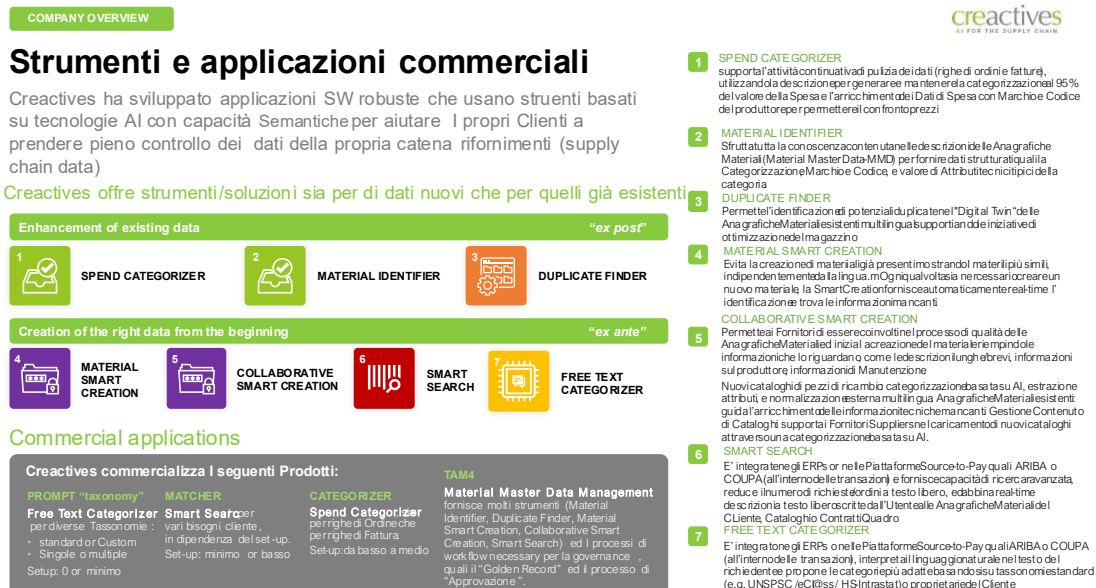 COMPANY OVERVIEW
creactives
AI FOR THE SUPPLY CHAIN
Strumenti e applicazioni commerciali
Creactives ha sviluppato applicazioni SW robuste che usano struenti basati
su tecnologie AI con capacità Semantiche per aiutare I propri Clienti a
prendere pieno controllo dei dati della propria catena rifornimenti (supply
chain data)
Creactives offre strumenti/soluzioni sia per di dati nuovi che per quelli già esistenti
Enhancement of existing data "ex post"
1 SPEND CATEGORIZER
2 MATERIAL IDENTIFIER
3 DUPLICATE FINDER
Creation of the right data from the beginning "ex ante"
4 MATERIAL
SMART
CREATION
5 COLLABORATIVE
SMART CREATION
6 SMART
SEARCH
7 FREE TEXT
CATEGORIZER
Commercial applications
Creactives commercializza I seguenti Prodotti:
PROMPT "taxonomy"
Free Text Categorizer
per diverse Tassonomie :
• standard or Custom
• Singole o multiple
Setup: 0 or minimo
MATCHER
Smart Search per
vari bisogni cliente,
in dipendenza del set-up.
Set-up: minimo or basso
CATEGORIZER
Spend Categorizer
per righe di Ordine che
per righe di Fattura.
Set-up:da basso a medio
TAM4
Material Master Data Management
fornisce molti strumenti (Material
Identifier, Duplicate Finder, Material
Smart Creation, Collaborative Smart
Creation, Smart Search) ed I processi di
workflow necessary per la governance ,
quali il "Golden Record" ed il processo di
"Approvazione ".
1 SPEND CATEGORIZER
supporta l'attività continuativa di pulizia dei dati (righe di ordini e fatture),
utilizzando la descrizione per generare e mantenere la categorizzazione al 95%
del valore della Spesa e l'arricchimento dei Dati di Spesa con Marchio e Codice
del produttore per permettere il confronto prezzi
2 MATERIAL IDENTIFIER
Sfrutta tutta la conoscenza contenuta nelle descrizioni delle Anagrafiche
Materiali (Material Master Data-MMD) per fornire dati strutturati quali la
Categorizzazione, Marchio e Codice, e valore di Attributi tecnici tipici della
categoria
3 DUPLICATE FINDER
Permette l'identificazione di potenziali duplicate nel "Digital Twin" delle
Anagrafiche Materiali esistenti multilingua supportiando le iniziative di
ottimizzazione del magazzino
4 MATERIAL SMART CREATION
Evita la creazione di materiali già presenti mostrando I materili più simili,
indipendentemente dalla lingua.mOgni qual volta sia nercessario creare un
nuovo materiale, la Smart Creation fornisce automaticamente real-time l'
identificazione e trova le informazioni mancanti
5 COLLABORATIVE SMART CREATION
Permette ai Fornitori di essere coinvolti nel processo di qualità delle
Anagrafiche Materiali ed inizia la creazione del materiale riempindo le
informazioni che lo riguardano, come le descrizioni lunghe/brevi, informazioni
sul produttore, informazioni di Manutenzione
Nuovi cataloghi di pezzi di ricambio categorizzazione basata su AI, estrazione
attributi, e normalizzazione esterna multilingua. Anagrafiche Materiali esistenti:
guida l'arricchimento delle informazioni tecniche mancanti Gestione Contenuto
di Cataloghi supporta i Fornitori Suppliers nel caricamento di nuovi cataloghi
attraverso una categorizzazione basata su AI.
6 SMART SEARCH
E' integrate negli ERPs or nelle Piattaforme Source-to-Pay quali ARIBA o
COUPA (all'interno delle transazioni) e fornisce capacità di ricerca avanzata,
reduce il numero di richieste/ordini a testo libero, ed abbina real-time
descrizioni a testo libero scritte dall'Utente alle Anagrafiche Materiali del
CLiente, Cataloghi o Contratti Quadro
7 FREE TEXT CATEGORIZER
E' integrate negli ERPs o nelle Piattaforme Source-to-Pay quali ARIBA o COUPA
(all'interno delle transazioni), interpreta il linguaggio naturale nel testo del
richiedente e propone le categorie più adatte basandosi su tassonomie standard
(e.g. UNSPSC /eCl@ss/ HS-Intrastat) o proprietarie del Cliente